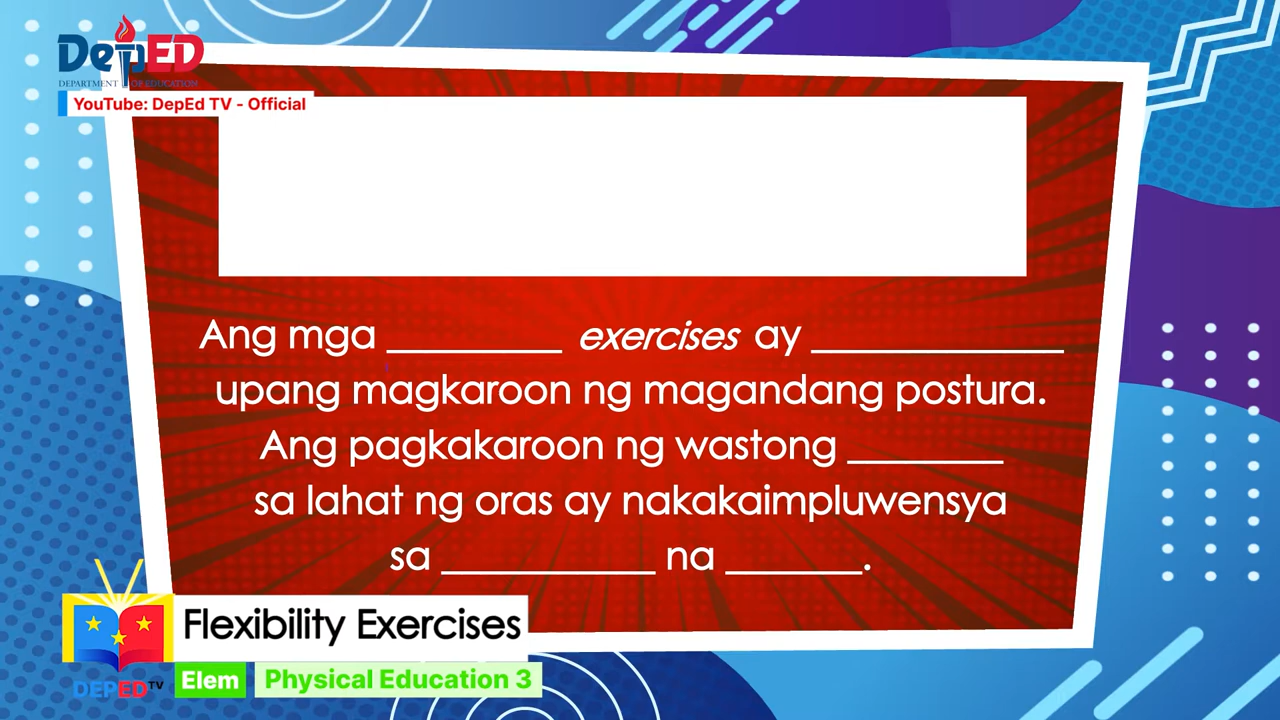 DepED
DEPARTMENT OF EDUCATION
YouTube: DepEd TV - Official
Ang mga __________ exercises ay ______________
upang magkaroon ng magandang postura.
Ang pagkakaroon ng wastong _________
sa lahat ng oras ay nakakaimpluwensya
sa ____________ na ________.
Flexibility Exercises
DEPED TV
Elem
Physical Education 3